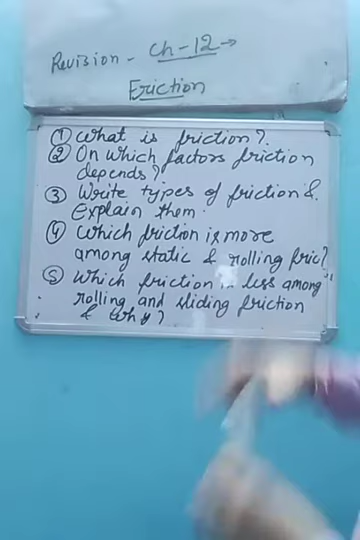 Revision - Ch-12→
Friction
① What is friction?
② On which factors friction
depends?
③ Write types of friction &
Explain them.
④ Which friction is more
among static & rolling fric?
⑤ Which friction is less among
rolling and sliding friction
& why?